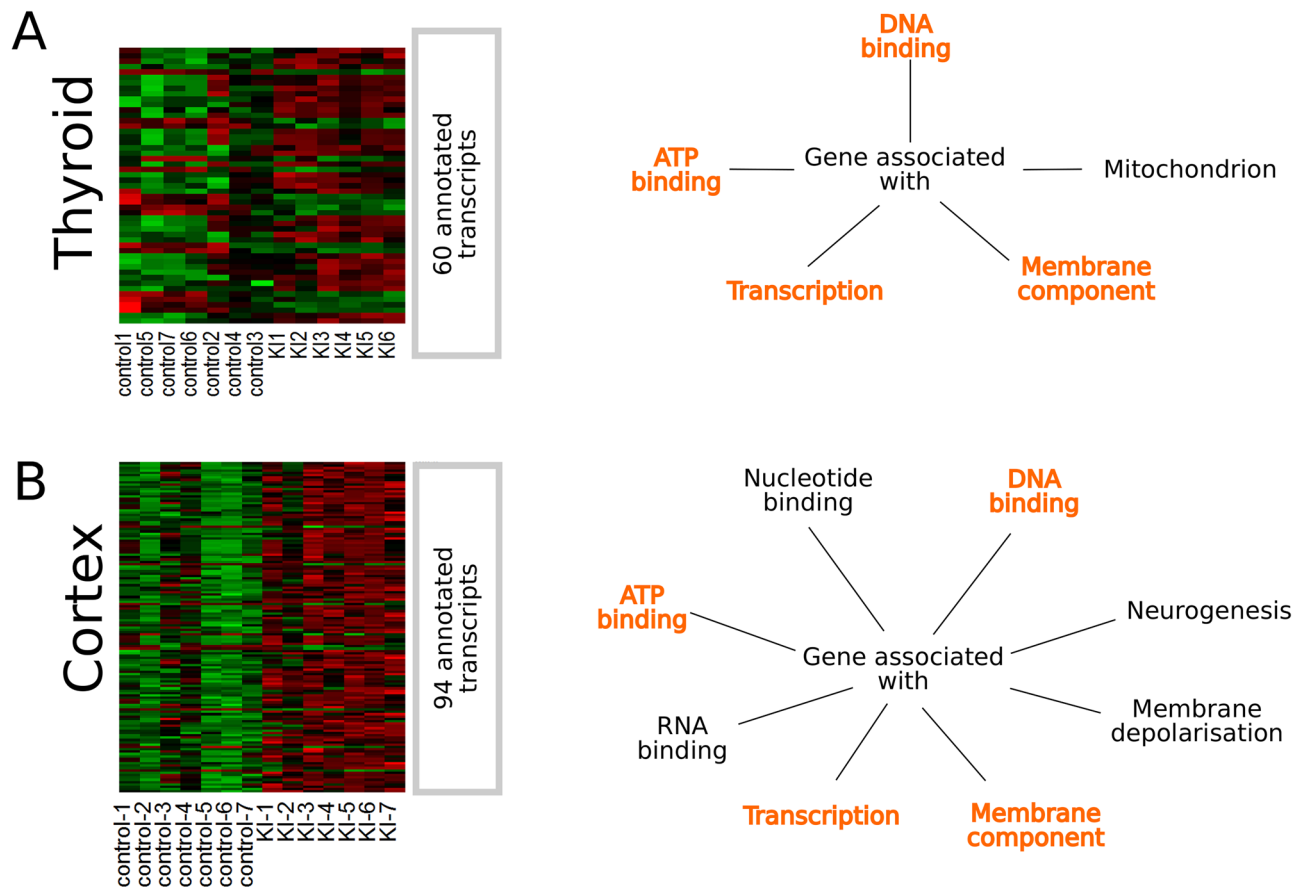 A
Thyroid
control1
control5
control7
control6
control2
control4
control3
KI1
KI2
KI3
KI4
KI5
KI6
60 annotated
transcripts
DNA
binding
ATP
binding
Gene associated
with
Mitochondrion
Transcription
Membrane
component
B
Cortex
control-1
control-2
control-3
control-4
control-5
control-6
control-7
KI-1
KI-2
KI-3
KI-4
KI-5
KI-6
KI-7
94 annotated
transcripts
Nucleotide
binding
DNA
binding
ATP
binding
Neurogenesis
Gene associated
with
RNA
binding
Membrane
depolarisation
Transcription
Membrane
component